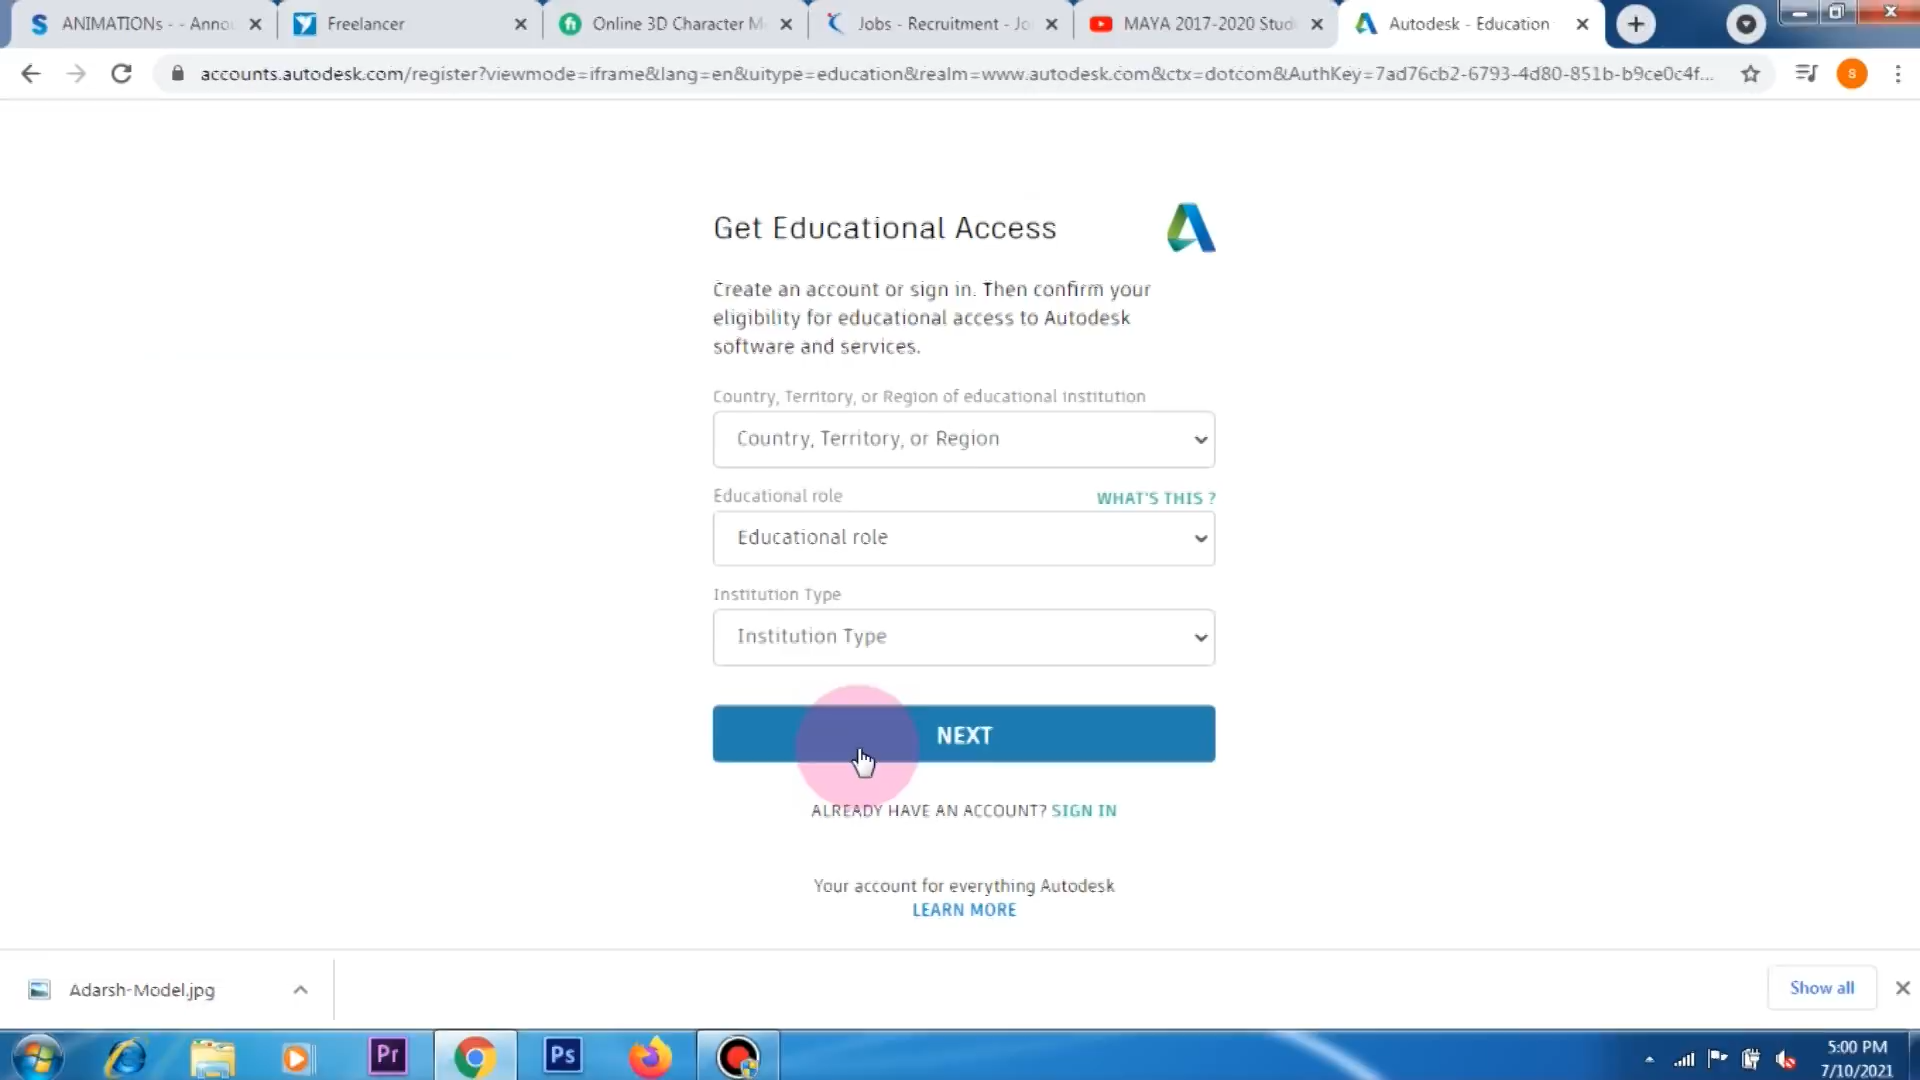 ANIMATIONs - - Annou
Freelancer
Online 3D Character M
Jobs - Recruitment - Jo
MAYA 2017-2020 Stud
Autodesk - Education
accounts.autodesk.com/register?viewmode=iframe&lang=en&uitype=education&realm=www.autodesk.com&ctx=dotcom&AuthKey=7ad76cb2-6793-4d80-851b-b9ce0c4f...
s
Get Educational Access
Create an account or sign in. Then confirm your
eligibility for educational access to Autodesk
software and services.
Country, Territory, or Region of educational institution
Country, Territory, or Region
Educational role WHAT'S THIS ?
Educational role
Institution Type
Institution Type
NEXT
ALREADY HAVE AN ACCOUNT? SIGN IN
Your account for everything Autodesk
LEARN MORE
Adarsh-Model.jpg
Show all
Pr
Ps
5:00 PM
7/10/2021